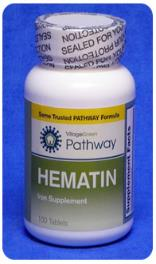 SEALED FOR YOUR
PROTECTION
Same Trusted PATHWAY Formula
VillageGreen
Pathway
HEMATIN
Iron Supplement
100 Tablets
Supplement Facts